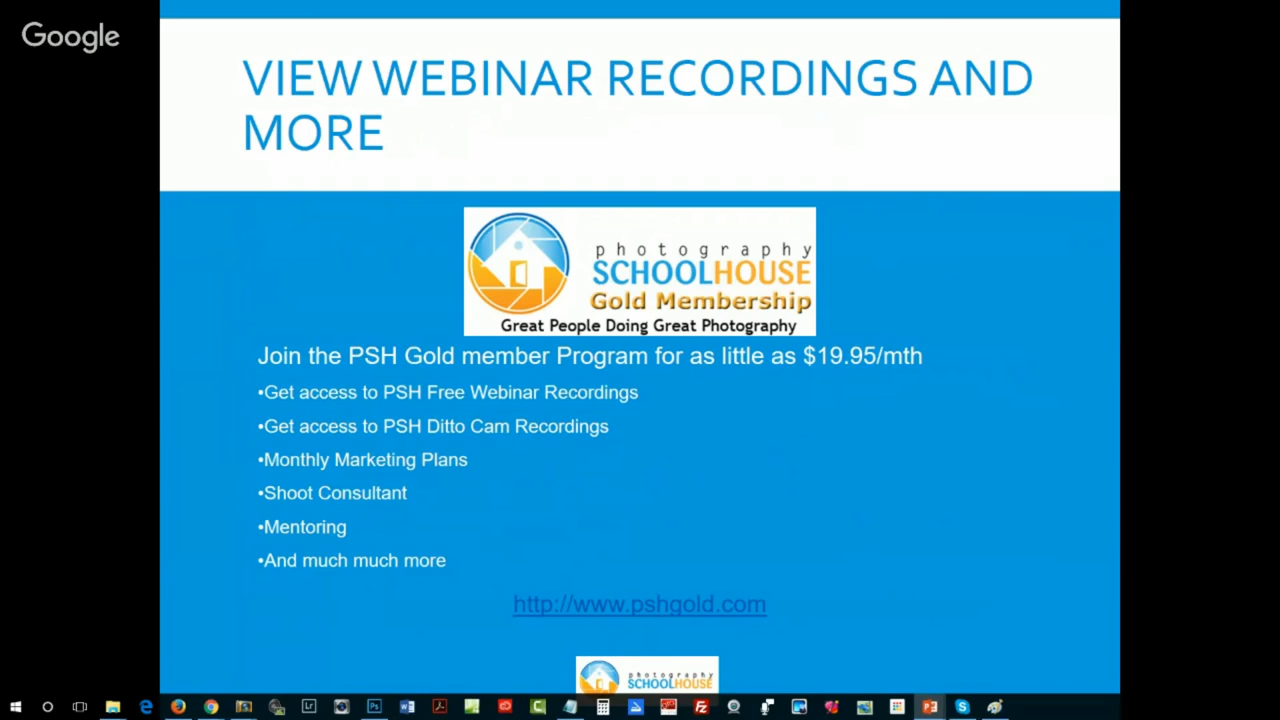 Google
VIEW WEBINAR RECORDINGS AND
MORE
photography
SCHOOLHOUSE
Gold Membership
Great People Doing Great Photography
Join the PSH Gold member Program for as little as $19.95/mth
•Get access to PSH Free Webinar Recordings
•Get access to PSH Ditto Cam Recordings
•Monthly Marketing Plans
•Shoot Consultant
•Mentoring
•And much much more
http://www.pshgold.com
photography
SCHOOLHOUSE